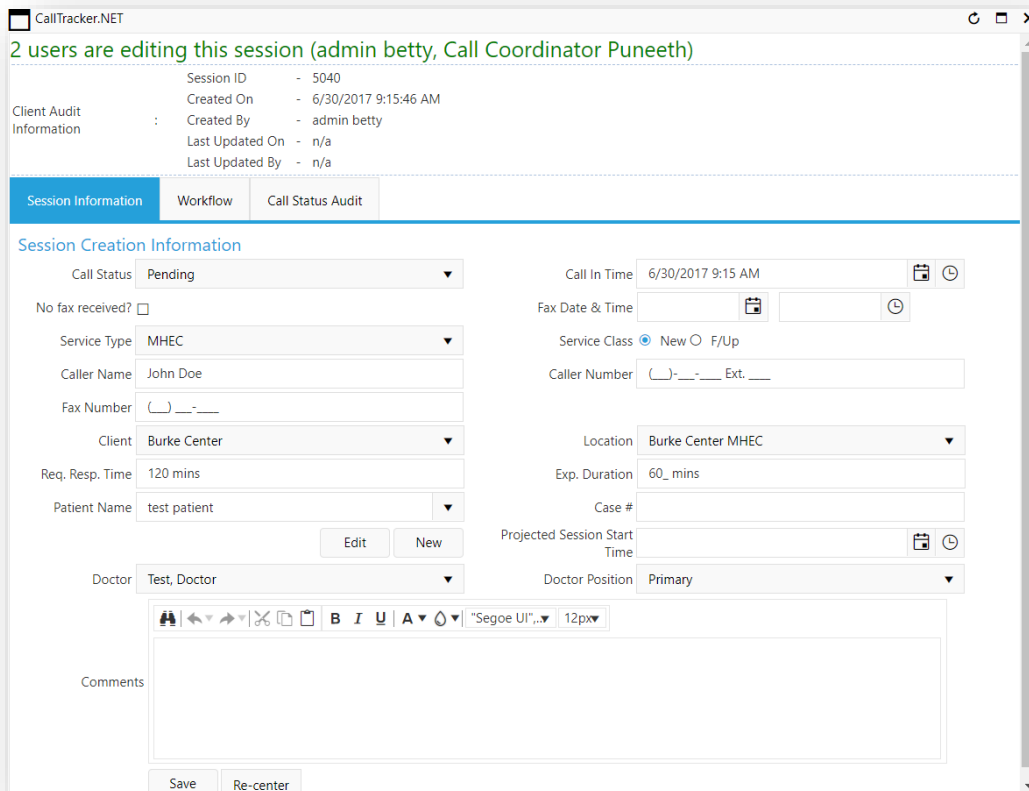 CallTracker.NET
2 users are editing this session (admin betty, Call Coordinator Puneeth)
Client Audit Information :
Session ID - 5040
Created On - 6/30/2017 9:15:46 AM
Created By - admin betty
Last Updated On - n/a
Last Updated By - n/a
Session Information Workflow Call Status Audit
Session Creation Information
Call Status Pending Call In Time 6/30/2017 9:15 AM
No fax received? Fax Date & Time
Service Type MHEC Service Class New F/Up
Caller Name John Doe Caller Number (___)-___-____ Ext. ____
Fax Number (___) ___-____
Client Burke Center Location Burke Center MHEC
Req. Resp. Time 120 mins Exp. Duration 60_ mins
Patient Name test patient Case #
Edit New Projected Session Start Time
Doctor Test, Doctor Doctor Position Primary
B I U A "Segoe UI",.. 12px
Comments
Save Re-center